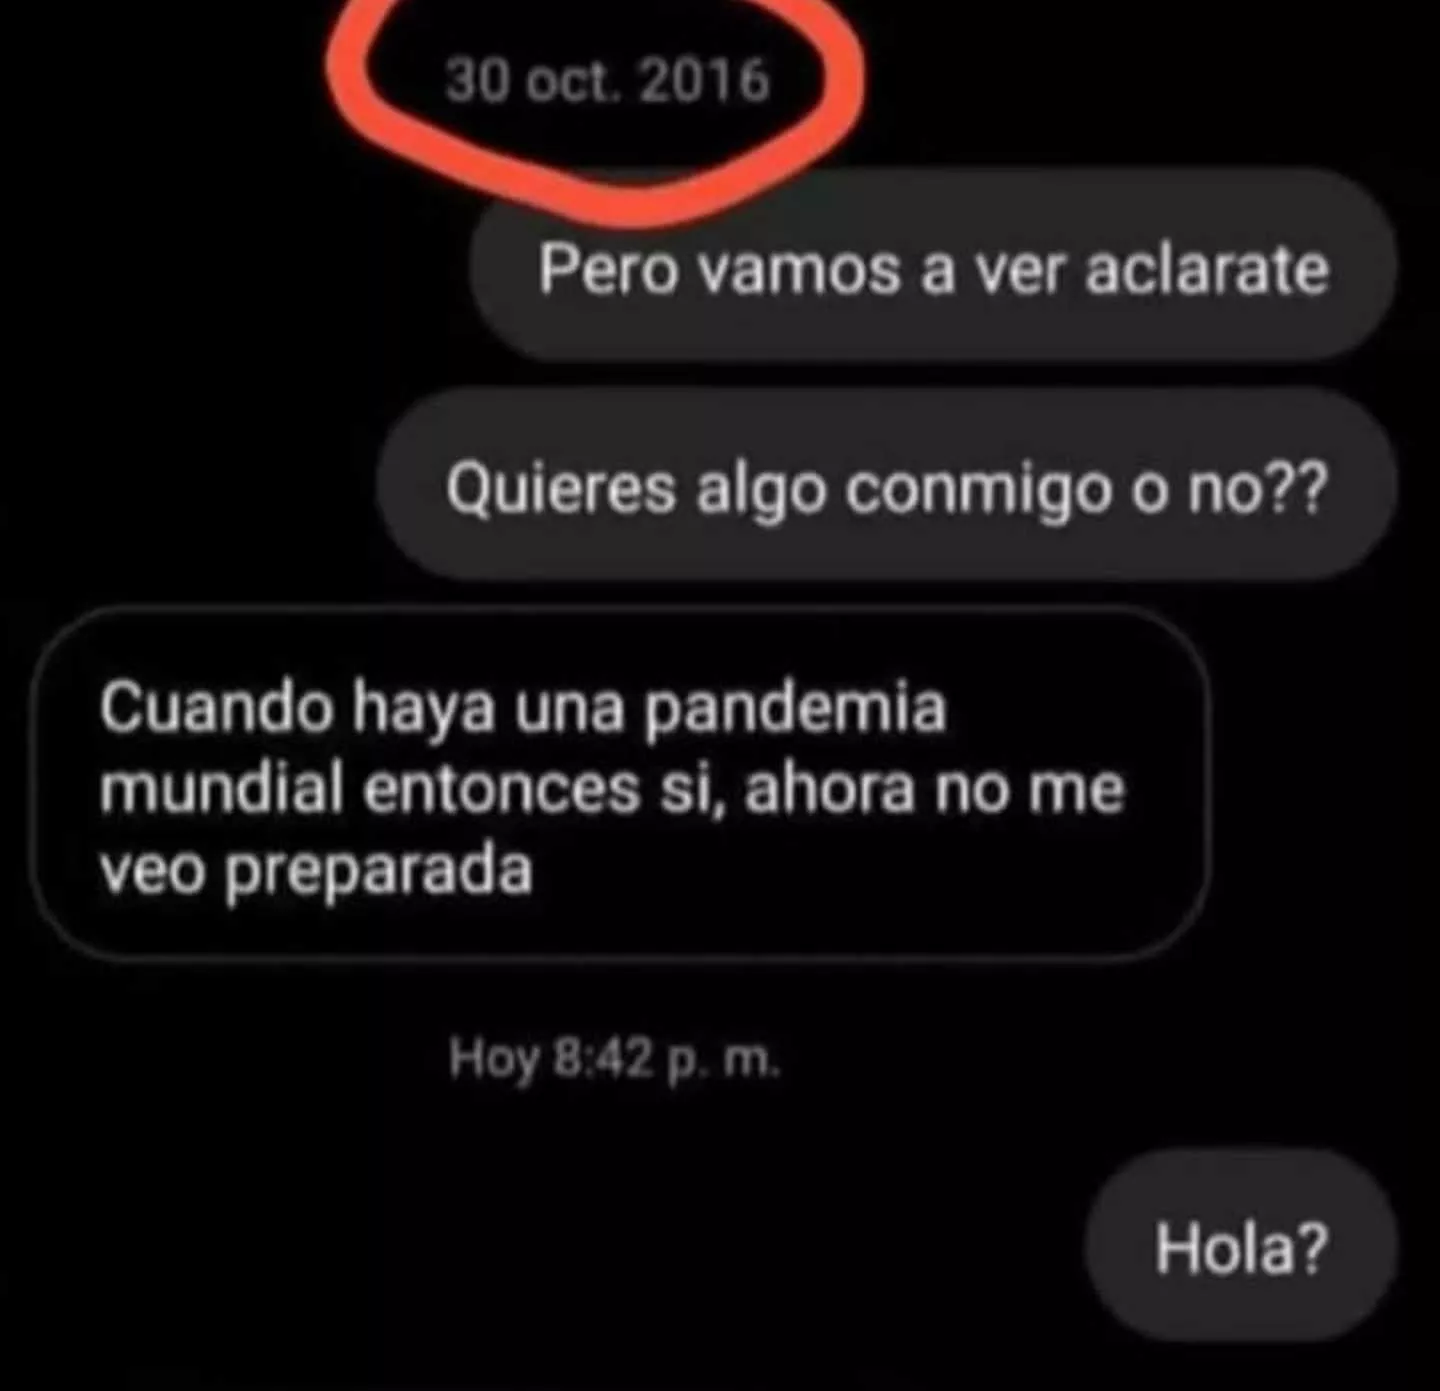 30 oct. 2016
Pero vamos a ver aclarate
Quieres algo conmigo o no??
Cuando haya una pandemia
mundial entonces si, ahora no me
veo preparada
Hoy 8:42 p. m.
Hola?